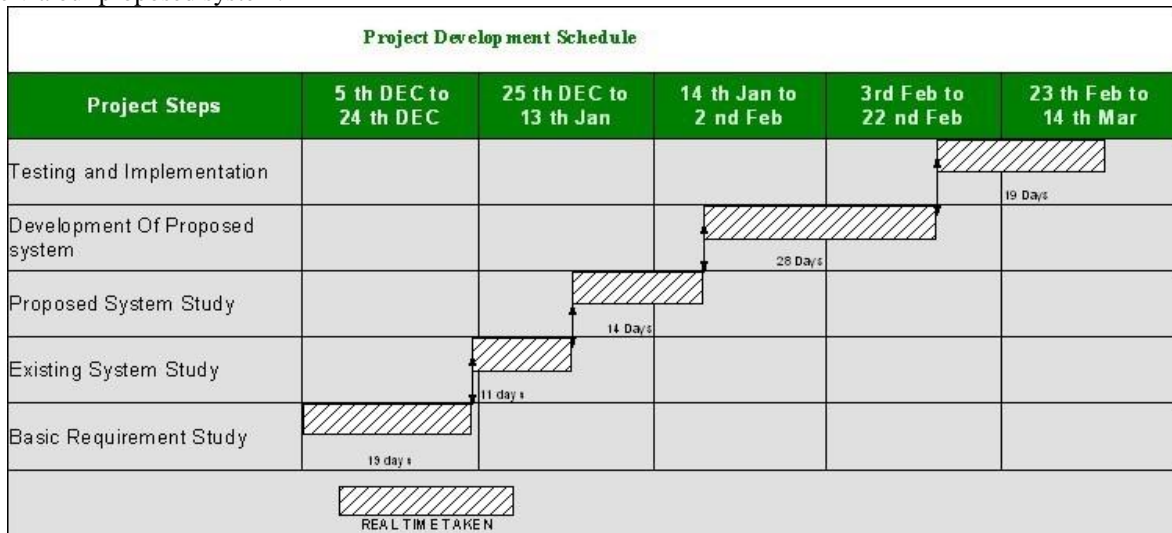 proposed system
Project Development Schedule
Project Steps
5 th DEC to
24 th DEC
25 th DEC to
13 th Jan
14 th Jan to
2 nd Feb
3rd Feb to
22 nd Feb
23 th Feb to
14 th Mar
Testing and Implementation
19 Days
Development Of Proposed
system
28 Days
Proposed System Study
14 Days
Existing System Study
11 days
Basic Requirement Study
19 days
REAL TIME TAKEN